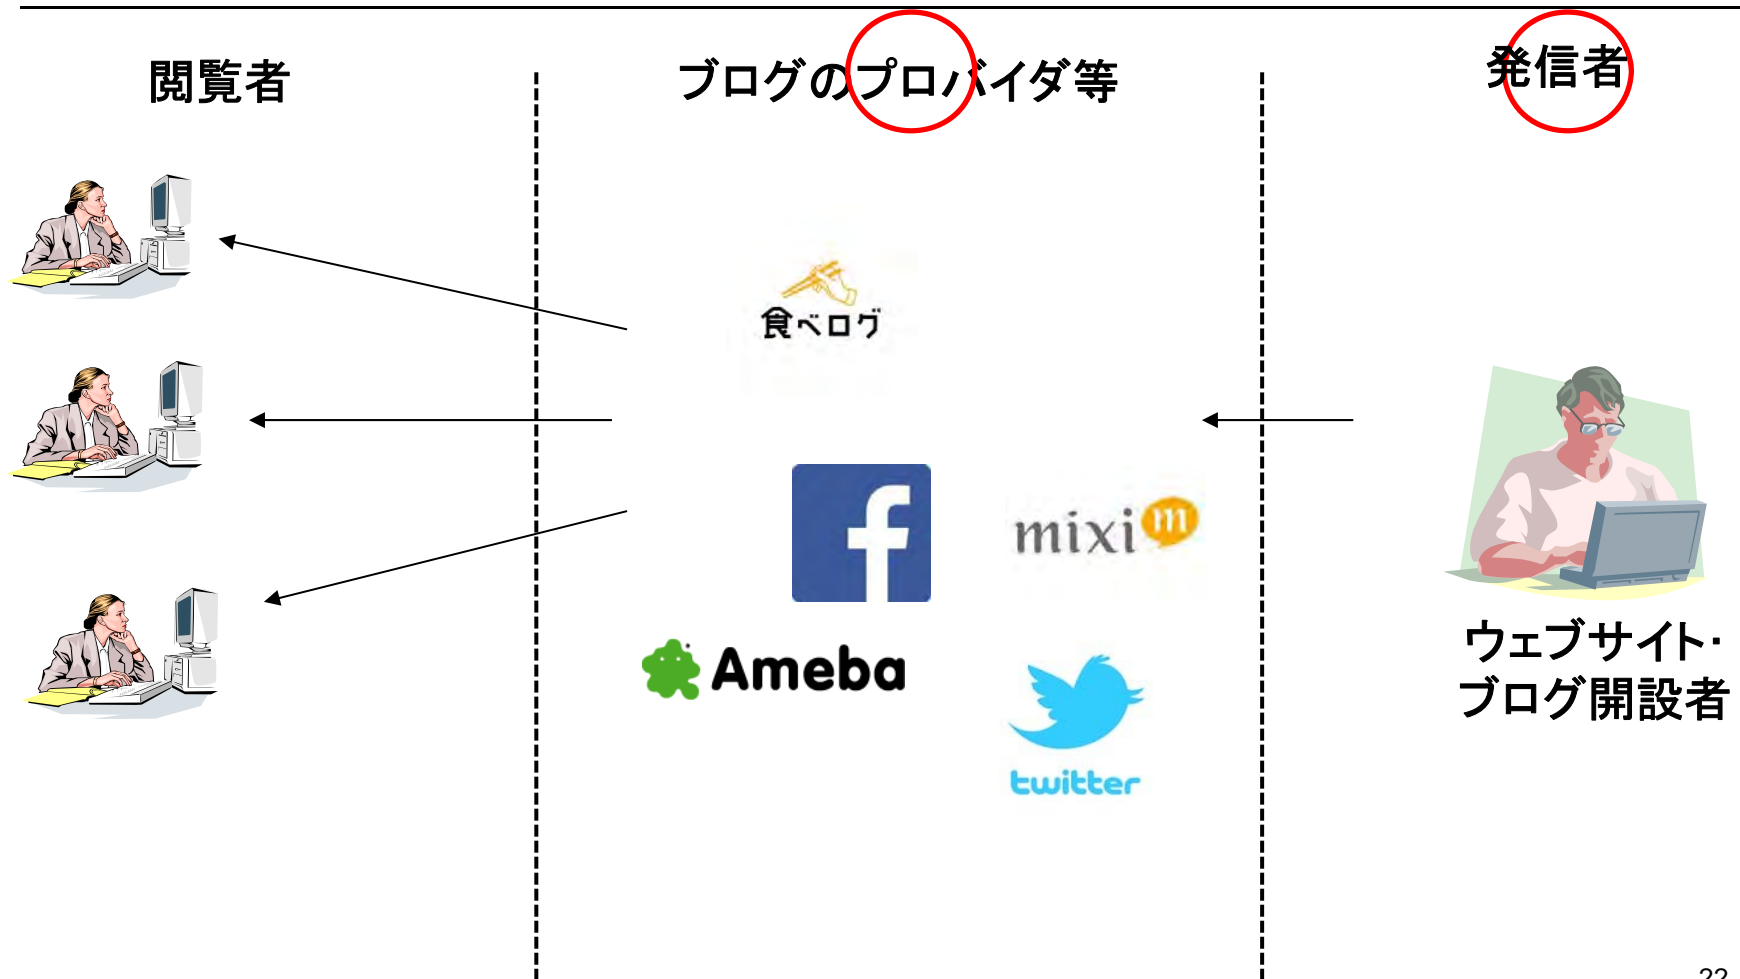 閲覧者
ブログのプロバイダ等
発信者
食べログ
f
mixi m
Ameba
twitter
ウェブサイト・
ブログ開設者
22